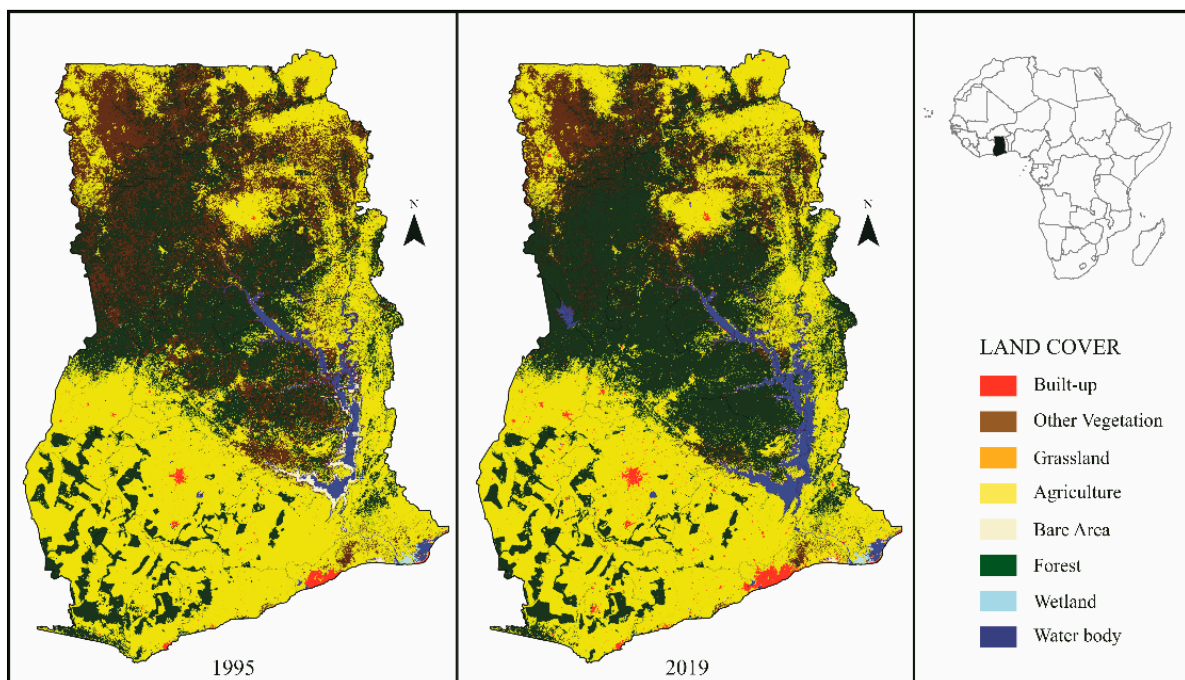 N
N
LAND COVER
Built-up
Other Vegetation
Grassland
Agriculture
Bare Area
Forest
Wetland
Water body
1995
2019